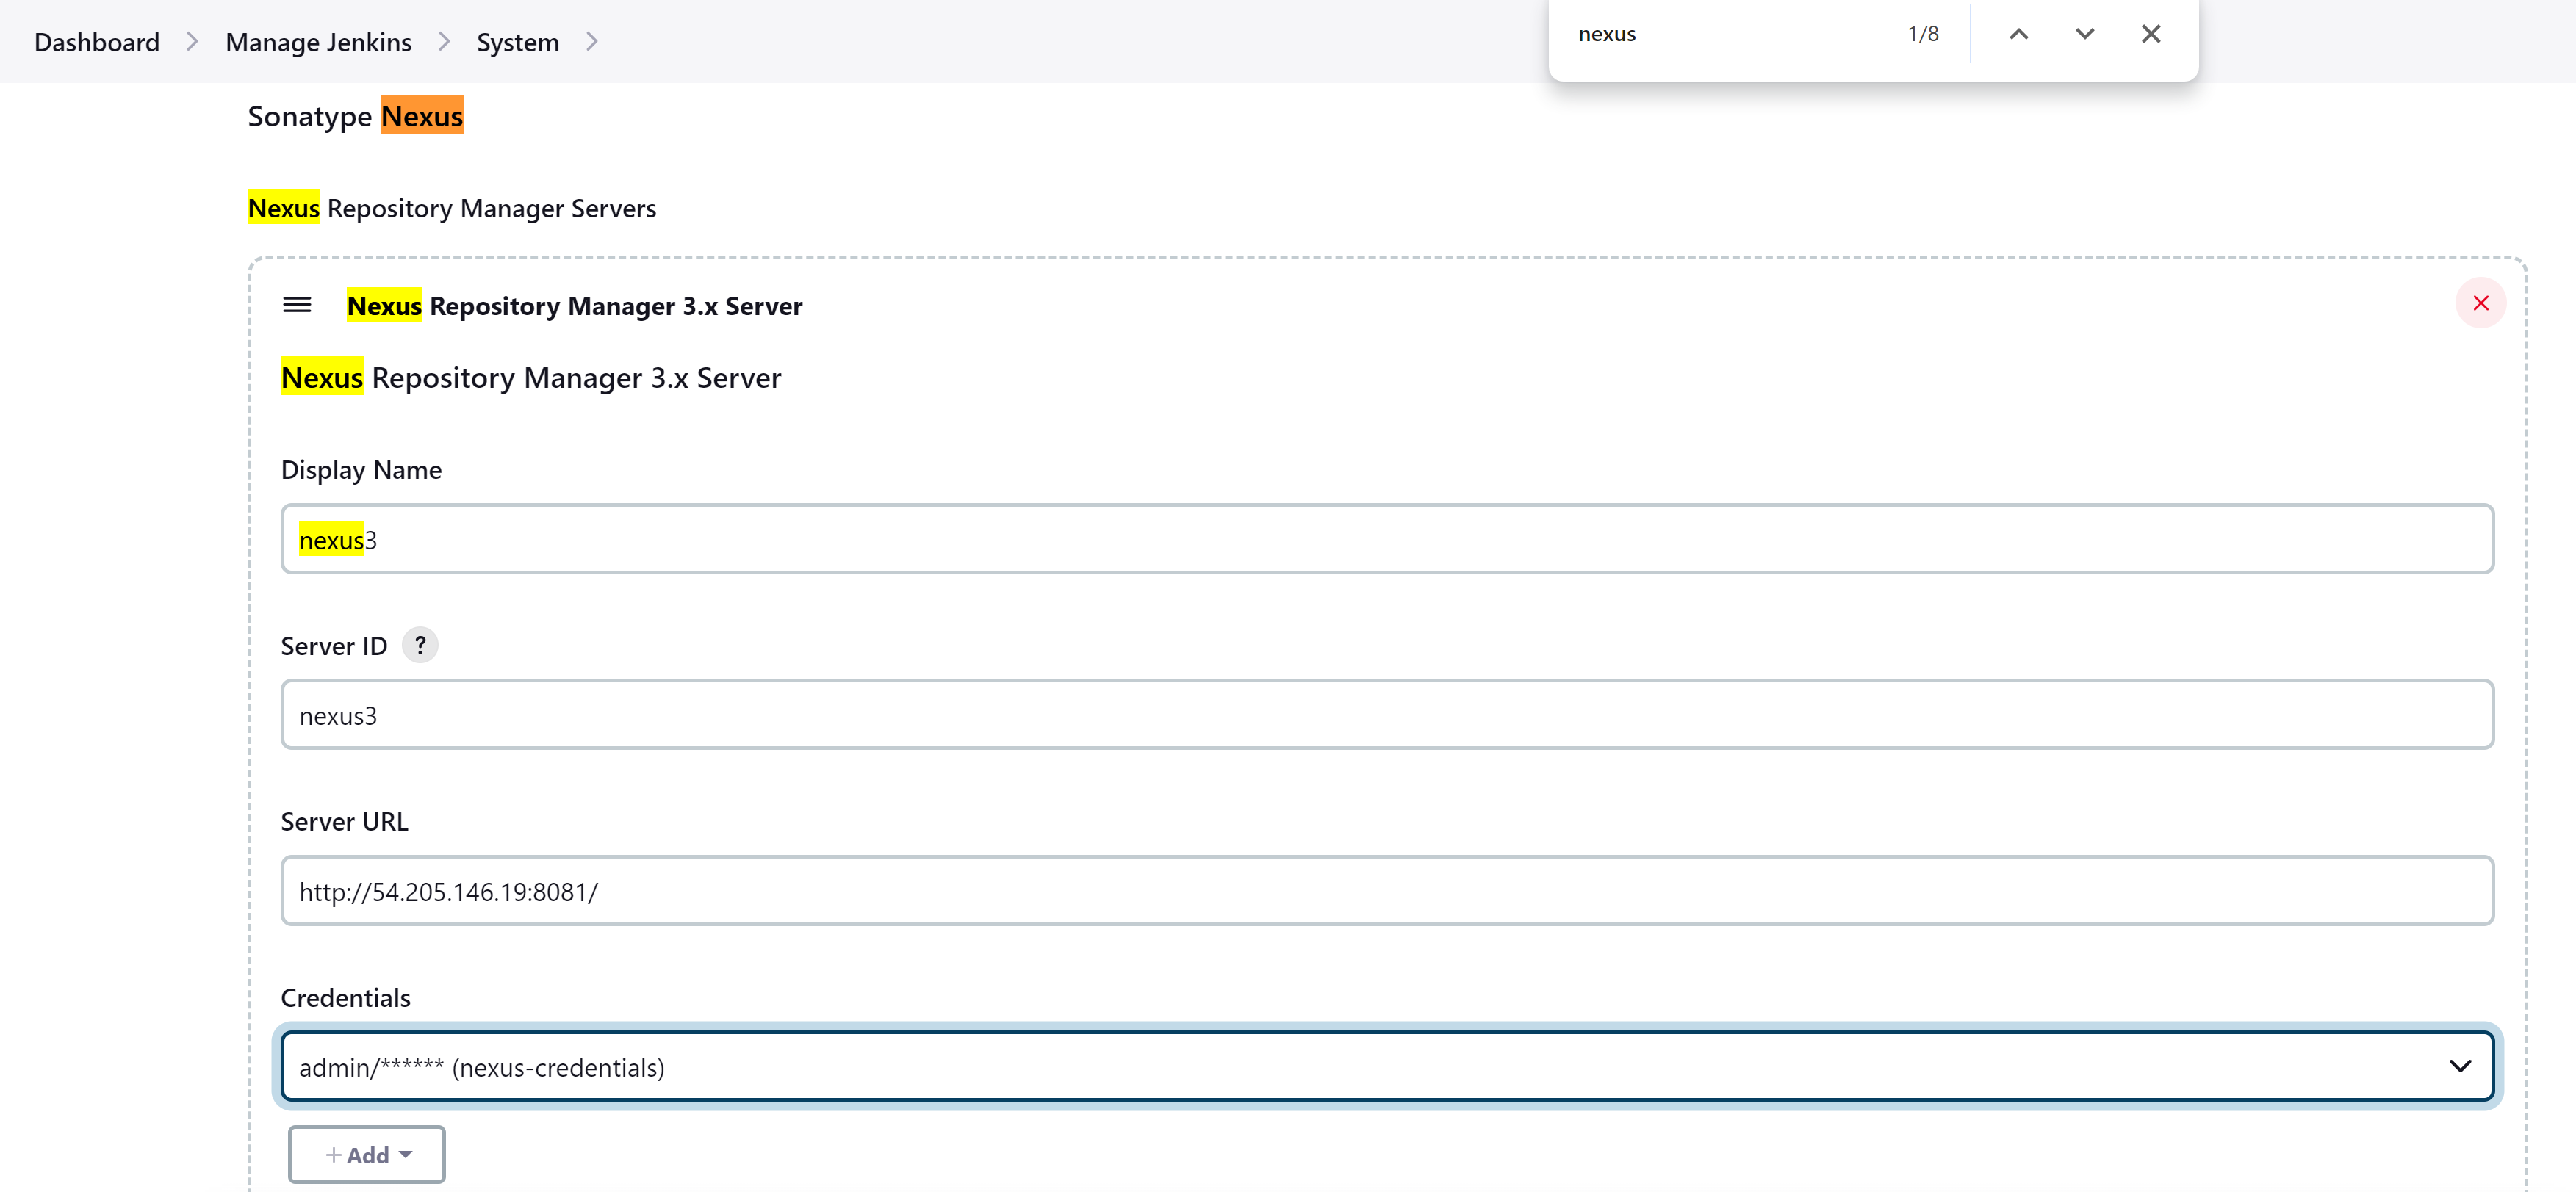 Dashboard > Manage Jenkins > System >
nexus 1/8
Sonatype Nexus
Nexus Repository Manager Servers
Nexus Repository Manager 3.x Server
Nexus Repository Manager 3.x Server
Display Name
nexus3
Server ID ?
nexus3
Server URL
http://54.205.146.19:8081/
Credentials
admin/****** (nexus-credentials)
+ Add